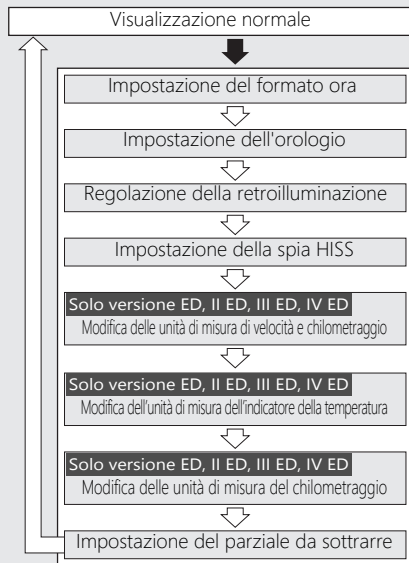 Visualizzazione normale
Impostazione del formato ora
Impostazione dell'orologio
Regolazione della retroilluminazione
Impostazione della spia HISS
Solo versione ED, II ED, III ED, IV ED
Modifica delle unità di misura di velocità e chilometraggio
Solo versione ED, II ED, III ED, IV ED
Modifica dell'unità di misura dell'indicatore della temperatura
Solo versione ED, II ED, III ED, IV ED
Modifica delle unità di misura del chilometraggio
Impostazione del parziale da sottrarre